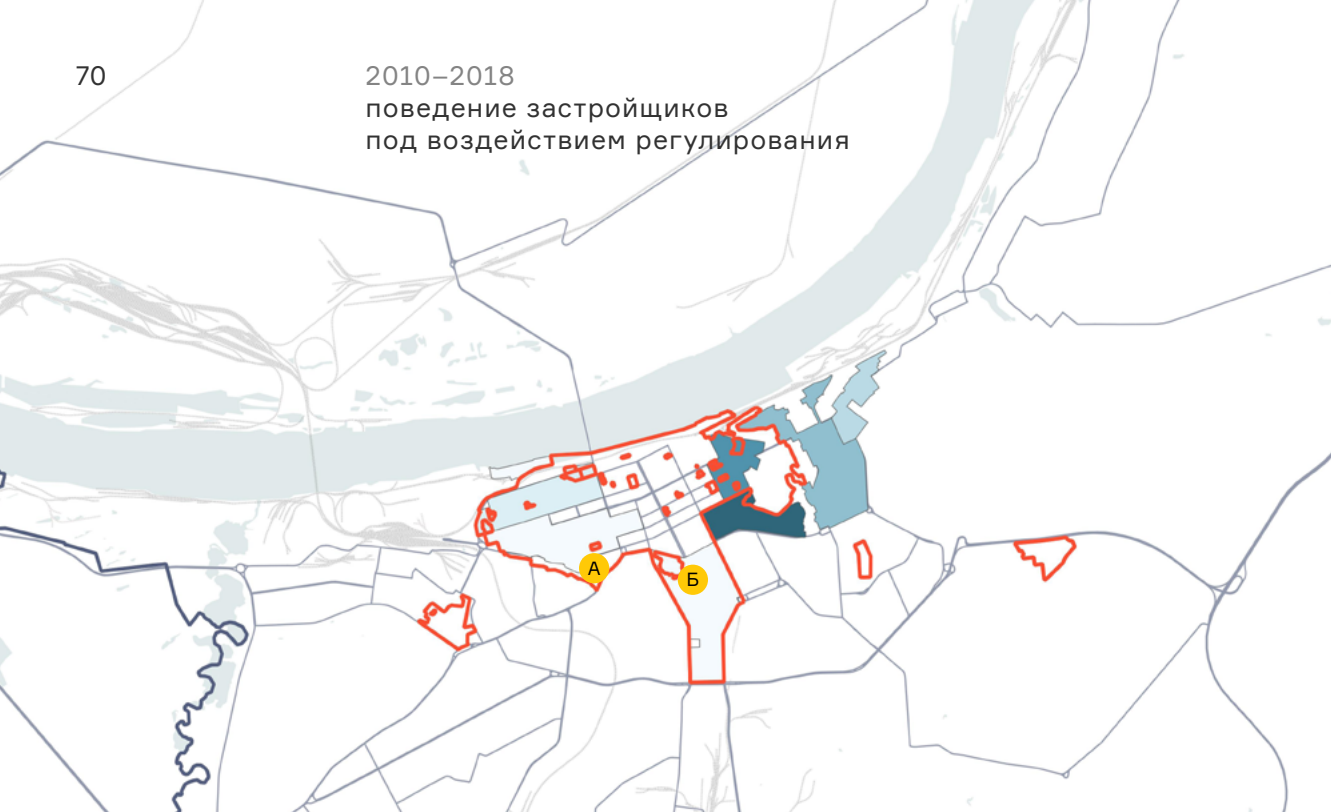 70
2010–2018
поведение застройщиков
под воздействием регулирования
А
Б